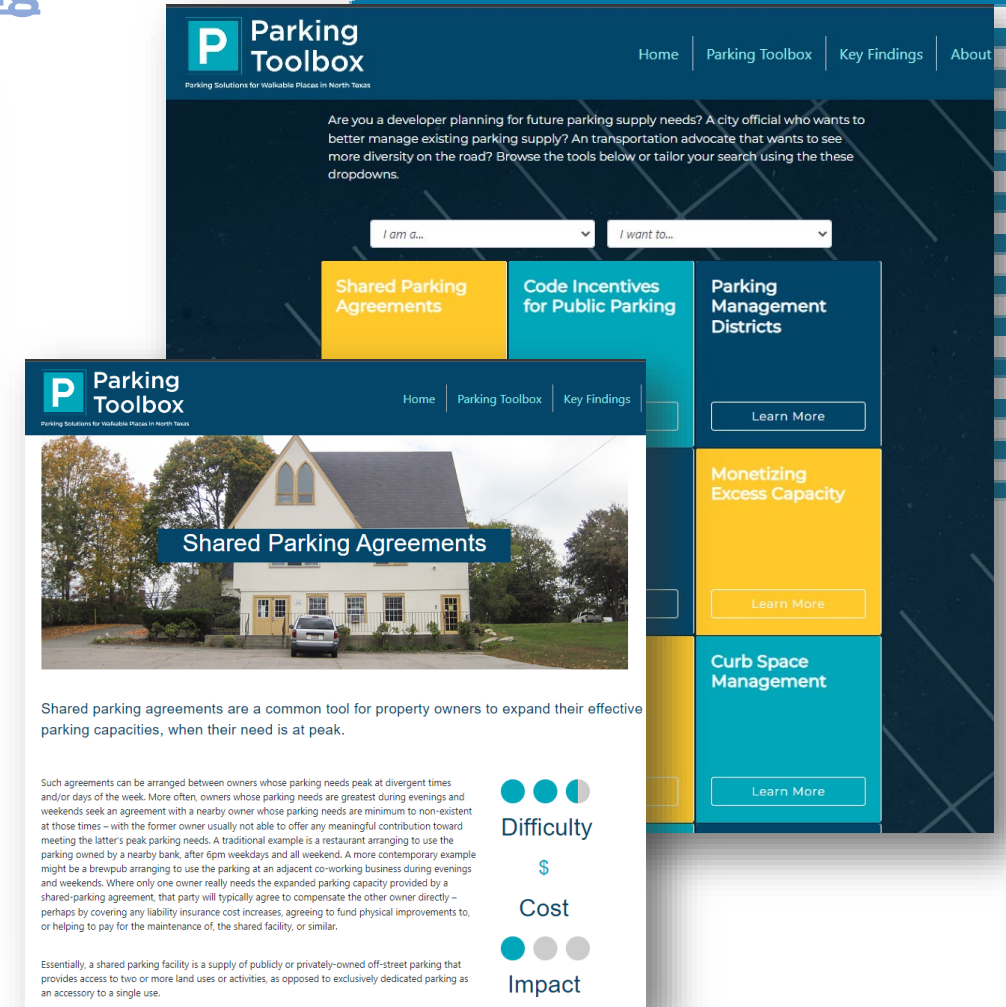 g
P
Parking
Toolbox
Parking Solutions for Walkable Places in North Texas
Home
Parking Toolbox
Key Findings
About
Are you a developer planning for future parking supply needs? A city official who wants to
better manage existing parking supply? An transportation advocate that wants to see
more diversity on the road? Browse the tools below or tailor your search using the these
dropdowns.
I am a...
I want to...
Shared Parking
Agreements
Code Incentives
for Public Parking
Parking
Management
Districts
Learn More
Monetizing
Excess Capacity
Learn More
Curb Space
Management
Learn More
P
Parking
Toolbox
Parking Solutions for Walkable Places in North Texas
Home
Parking Toolbox
Key Findings
Shared Parking Agreements
Shared parking agreements are a common tool for property owners to expand their effective
parking capacities, when their need is at peak.
Such agreements can be arranged between owners whose parking needs peak at divergent times
and/or days of the week. More often, owners whose parking needs are greatest during evenings and
weekends seek an agreement with a nearby owner whose parking needs are minimum to non-existent
at those times – with the former owner usually not able to offer any meaningful contribution toward
meeting the latter's peak parking needs. A traditional example is a restaurant arranging to use the
parking owned by a nearby bank, after 6pm weekdays and all weekend. A more contemporary example
might be a brewpub arranging to use the parking at an adjacent co-working business during evenings
and weekends. Where only one owner really needs the expanded parking capacity provided by a
shared-parking agreement, that party will typically agree to compensate the other owner directly –
perhaps by covering any liability insurance cost increases, agreeing to fund physical improvements to,
or helping to pay for the maintenance of, the shared facility, or similar.
Essentially, a shared parking facility is a supply of publicly or privately-owned off-street parking that
provides access to two or more land uses or activities, as opposed to exclusively dedicated parking as
an accessory to a single use.
Difficulty
$
Cost
Impact